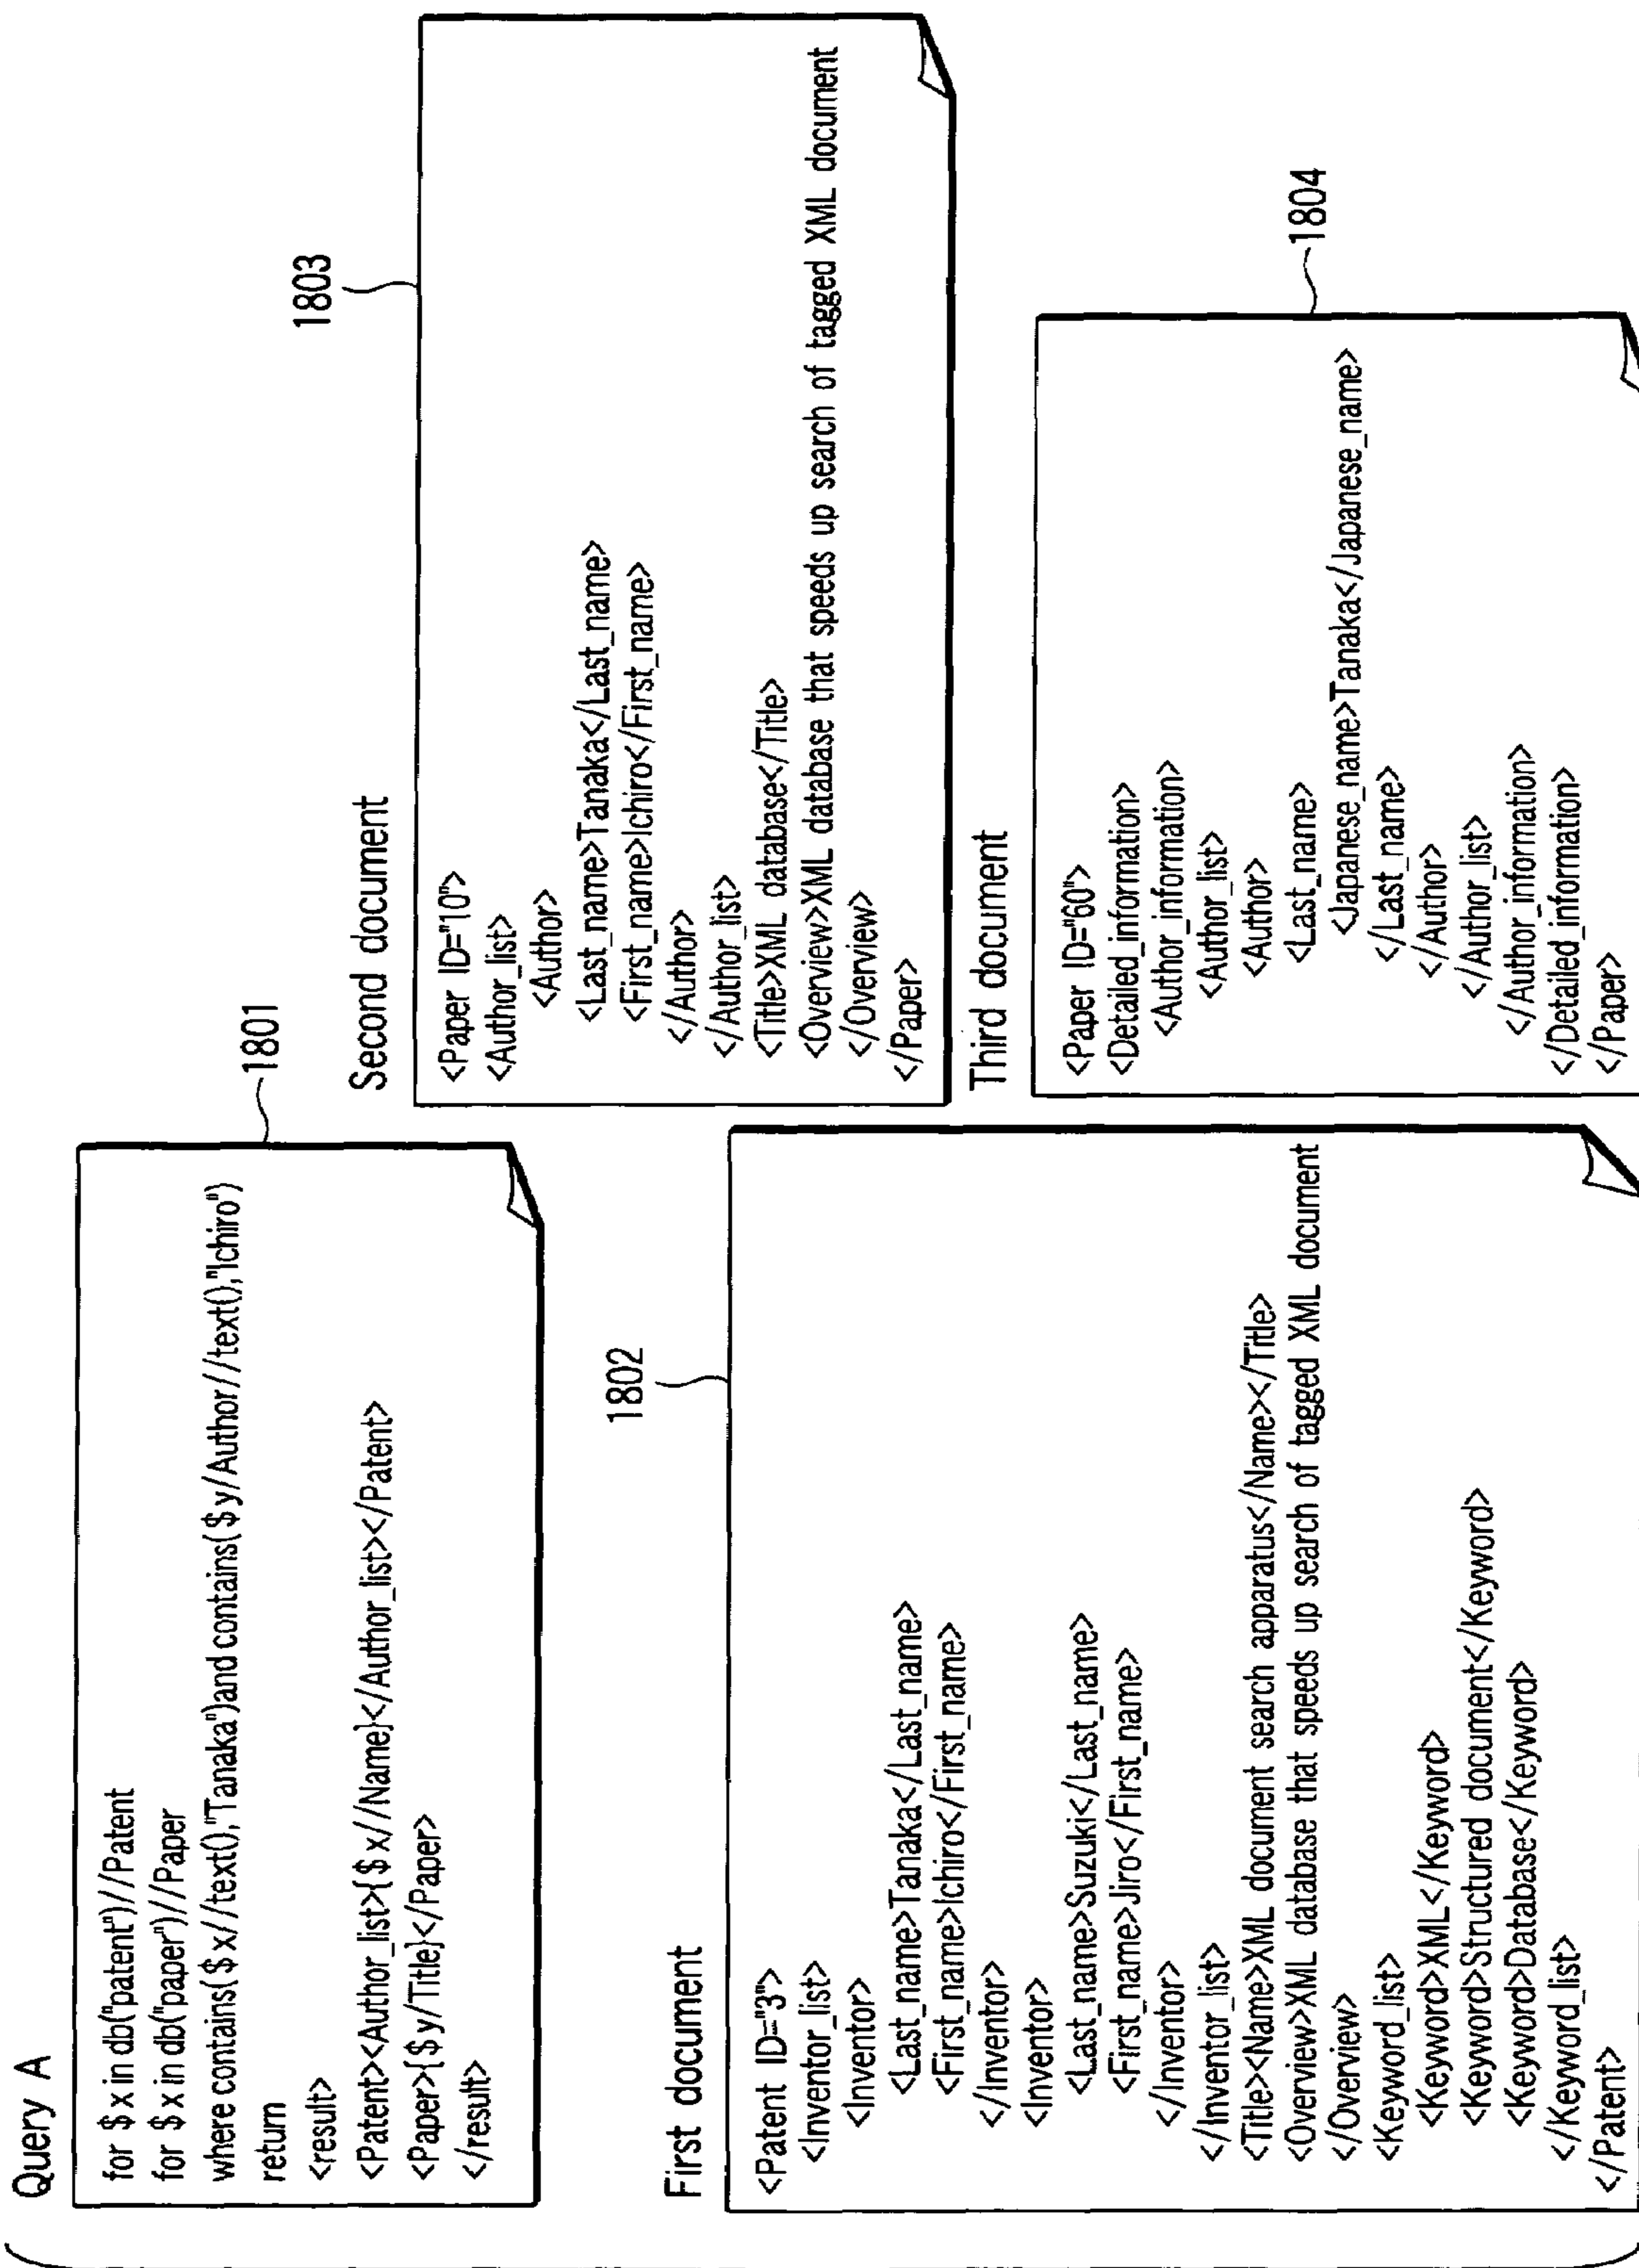 Query A
1801
for $x in db("patent")//Patent
for $x in db("paper")//Paper
where contains($x//text(),"Tanaka")and contains($y/Author//text(),"Ichiro")
return
<result>
<Patent><Author_list>{$x//Name}</Author_list></Patent>
<Paper>{$y/Title}</Paper>
</result>
1802
First document
<Patent ID="3">
<Inventor_list>
<Inventor>
<Last_name>Tanaka</Last_name>
<First_name>Ichiro</First_name>
</Inventor>
<Inventor>
<Last_name>Suzuki</Last_name>
<First_name>Jiro</First_name>
</Inventor>
</Inventor_list>
<Title><Name>XML document search apparatus</Name></Title>
<Overview>XML database that speeds up search of tagged XML document
</Overview>
<Keyword_list>
<Keyword>XML</Keyword>
<Keyword>Structured document</Keyword>
<Keyword>Database</Keyword>
</Keyword_list>
</Patent>
1803
Second document
<Paper ID="10">
<Author_list>
<Author>
<Last_name>Tanaka</Last_name>
<First_name>Ichiro</First_name>
</Author>
</Author_list>
<Title>XML database</Title>
<Overview>XML database that speeds up search of tagged XML document
</Overview>
</Paper>
Third document
1804
<Paper ID="60">
<Detailed_information>
<Author_information>
<Author_list>
<Author>
<Last_name>
<Japanese_name>Tanaka</Japanese_name>
</Last_name>
</Author>
</Author_list>
</Author_information>
</Detailed_information>
</Paper>